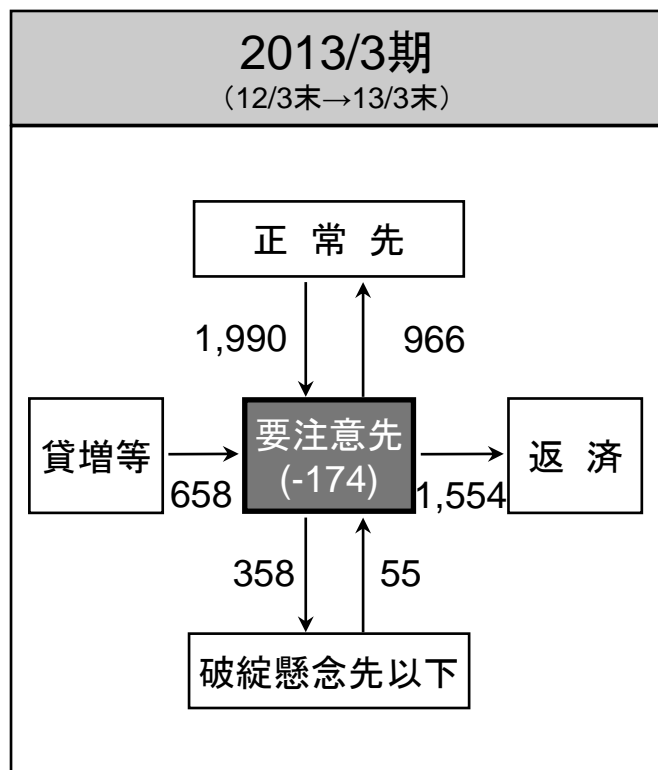 2013/3期
（12/3末→13/3末）
正 常 先
1,990
966
貸増等
658
要注意先
(-174)
1,554
返 済
358
55
破綻懸念先以下